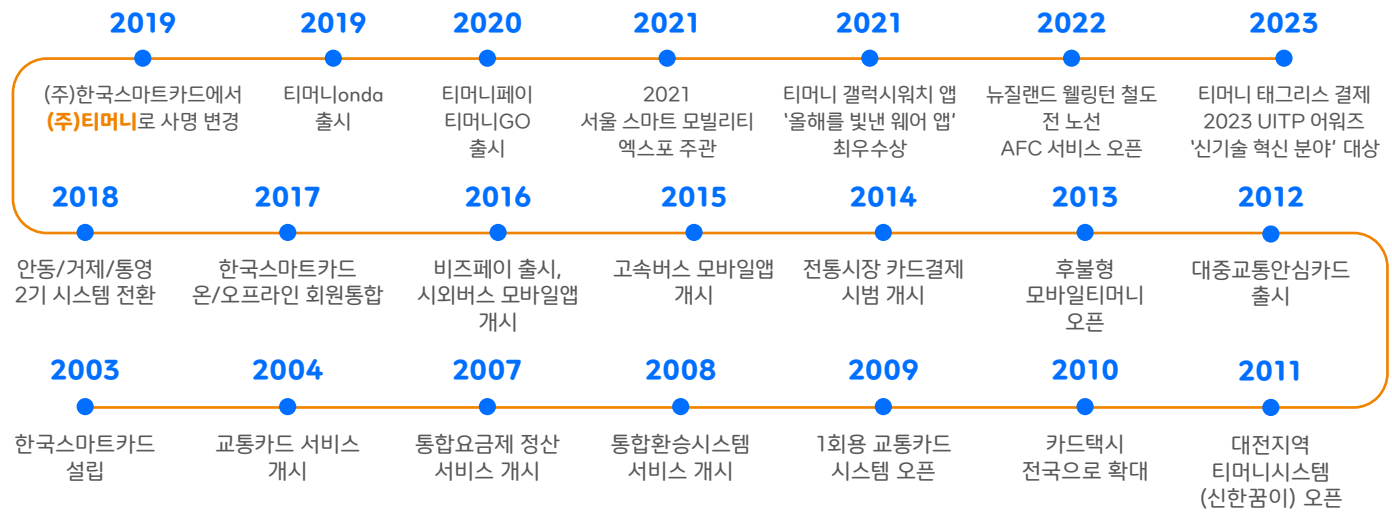 2019
(주)한국스마트카드에서
(주)티머니로 사명 변경
2019
티머니onda
출시
2020
티머니페이
티머니GO
출시
2021
2021
서울 스마트 모빌리티
엑스포 주관
2021
티머니 갤럭시워치 앱
‘올해를 빛낸 웨어 앱’
최우수상
2022
뉴질랜드 웰링턴 철도
전 노선
AFC 서비스 오픈
2023
티머니 태그리스 결제
2023 UITP 어워즈
‘신기술 혁신 분야’ 대상
2018
안동/거제/통영
2기 시스템 전환
2017
한국스마트카드
온/오프라인 회원통합
2016
비즈페이 출시,
시외버스 모바일앱
개시
2015
고속버스 모바일앱
개시
2014
전통시장 카드결제
시범 개시
2013
후불형
모바일티머니
오픈
2012
대중교통안심카드
출시
2003
한국스마트카드
설립
2004
교통카드 서비스
개시
2007
통합요금제 정산
서비스 개시
2008
통합환승시스템
서비스 개시
2009
1회용 교통카드
시스템 오픈
2010
카드택시
전국으로 확대
2011
대전지역
티머니시스템
(신한꿈이) 오픈